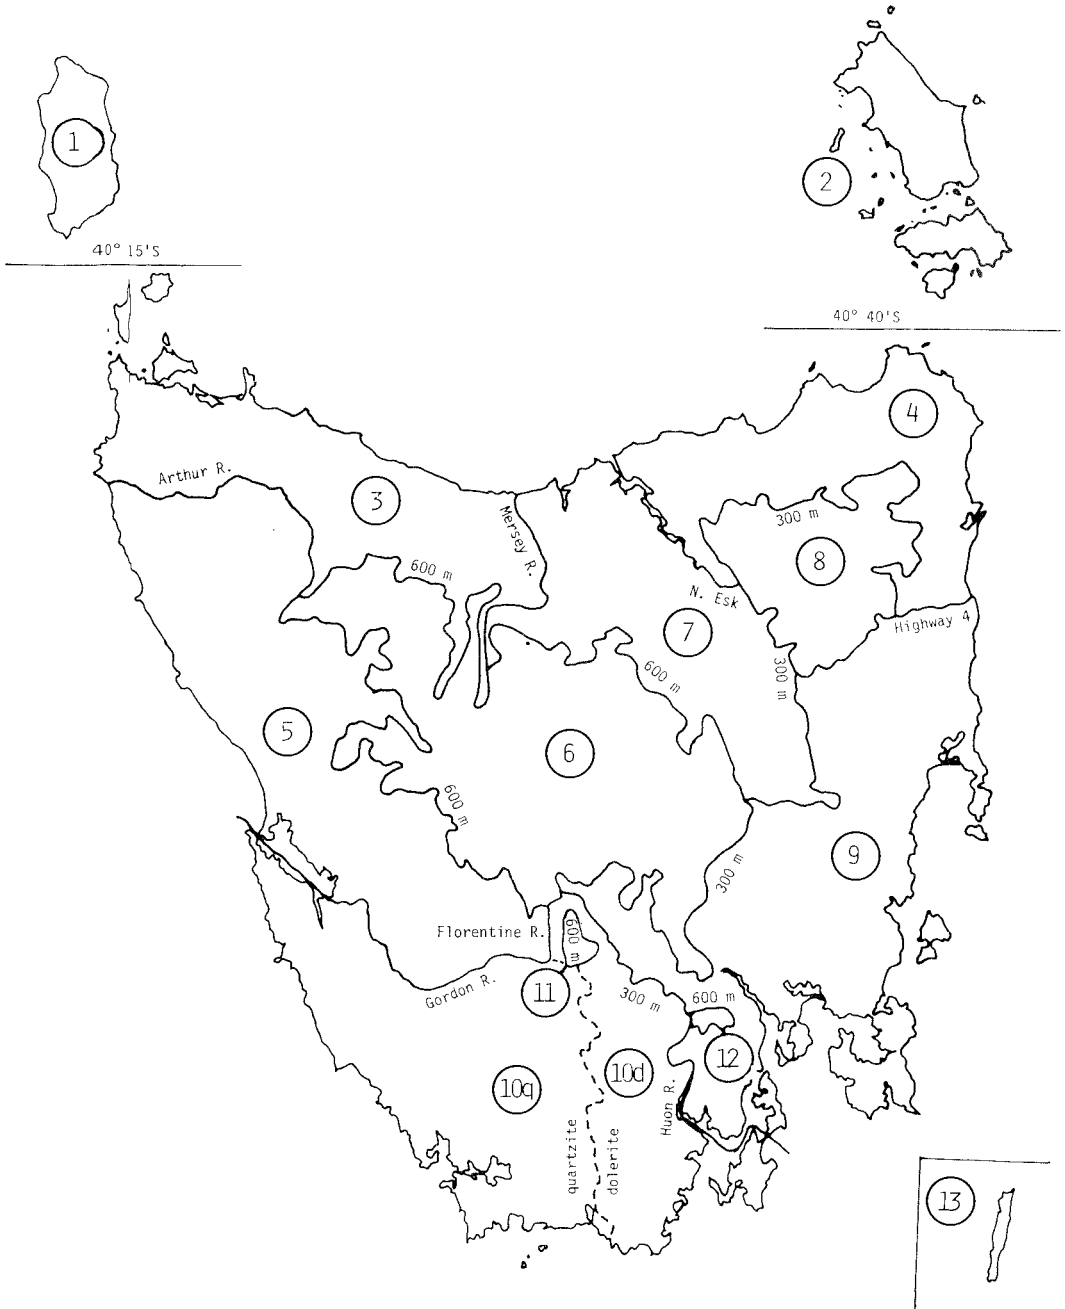 1
2
40° 15'S
40° 40'S
4
Arthur R.
3
Mersey R.
300 m
8
600 m
N. Esk
Highway 4
7
600 m
300 m
5
6
600 m
9
300 m
Florentine R.
600 m
Gordon R.
11
300 m
600 m
12
10q
10d
Huon R.
quartzite
dolerite
13